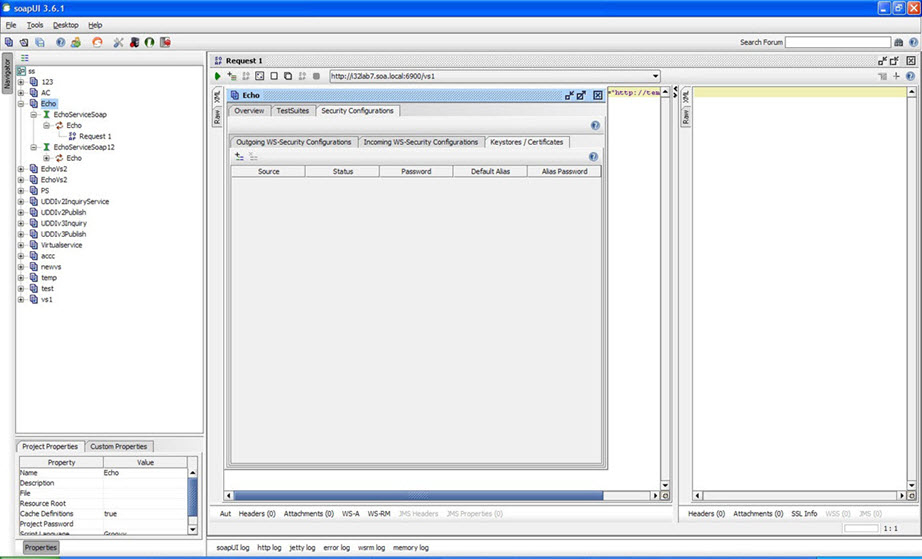 soapUI 3.6.1
File Tools Desktop Help
Search Forum
Navigator
ss
123
AC
Echo
EchoServiceSoap
Echo
Request 1
EchoServiceSoap12
Echo
EchoVs2
EchoVs2
PS
UDDIv2InquiryService
UDDIv2Publish
UDDIv3Inquiry
UDDIv3Publish
Virtualservice
accc
newvs
temp
test
vs1
Project Properties Custom Properties
Property Value
Name Echo
Description
File
Resource Root
Cache Definitions true
Project Password
Script Language Groovy
Properties
Request 1
http://i32lab7.soa.local:6900/vs1
XML
Raw
="http://tem
Echo
Overview TestSuites Security Configurations
Outgoing WS-Security Configurations Incoming WS-Security Configurations Keystores / Certificates
Source Status Password Default Alias Alias Password
XML
Raw
Aut Headers (0) Attachments (0) WS-A WS-RM JMS Headers JMS Properties (0)
Headers (0) Attachments (0) SSL Info WSS (0) JMS (0)
1 : 1
soapUI log http log jetty log error log wsrm log memory log